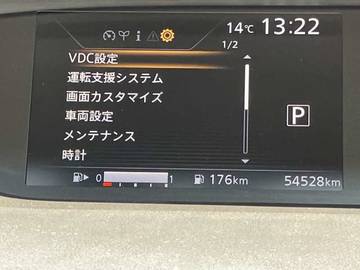 14℃ 13:22
1/2
VDC設定
運転支援システム
画面カスタマイズ
車両設定
P
メンテナンス
時計
0 1 176km 54528km